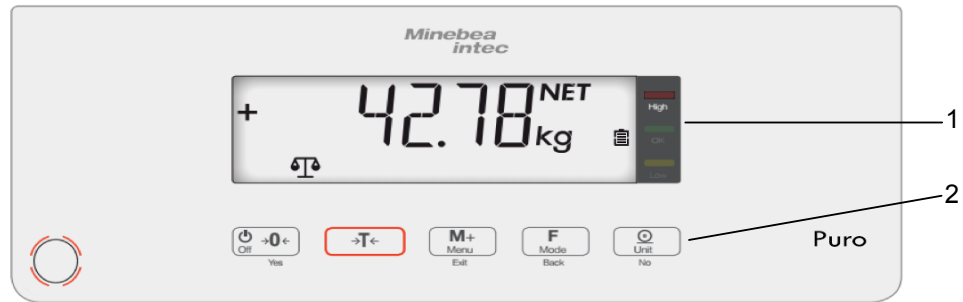 Minebea
intec
+ 42.78 NET
kg
High
OK
Low
1
2
Off →0← →T← M+ Menu F Mode Unit
Yes Exit Back No
Puro